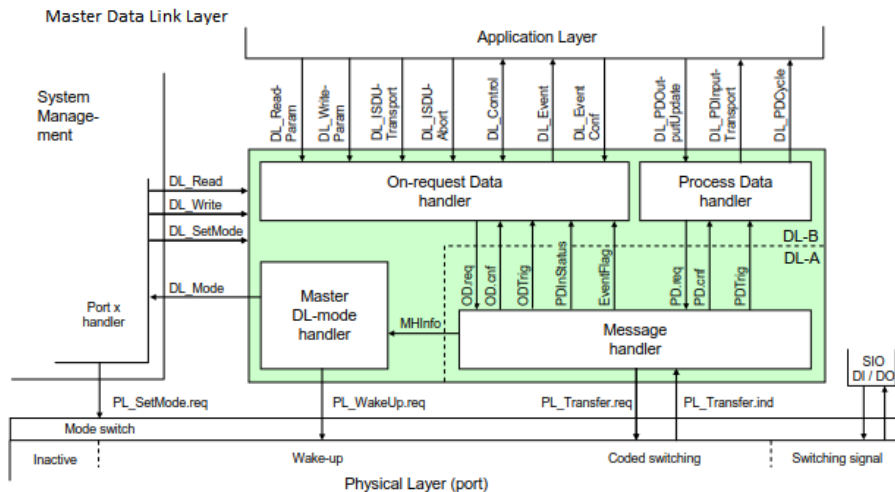 Master Data Link Layer
Application Layer
System
Manage-
ment
DL_Read-
Param
DL_Write-
Param
DL_ISDU-
Transport
DL_ISDU-
Abort
DL_Control
DL_Event
DL_Event
Conf
DL_PDOut-
putUpdate
DL_PDInput-
Transport
DL_PDCycle
DL_Read
DL_Write
DL_SetMode
DL_Mode
On-request Data
handler
Process Data
handler
DL-B
DL-A
OD.req
OD.cnf
ODTrig
PDInStatus
EventFlag
PD.req
PD.cnf
PDTrig
Port x
handler
Master
DL-mode
handler
MHInfo
Message
handler
SIO
DI / DO
PL_SetMode.req
PL_WakeUp.req
PL_Transfer.req
PL_Transfer.ind
Mode switch
Inactive
Wake-up
Coded switching
Switching signal
Physical Layer (port)